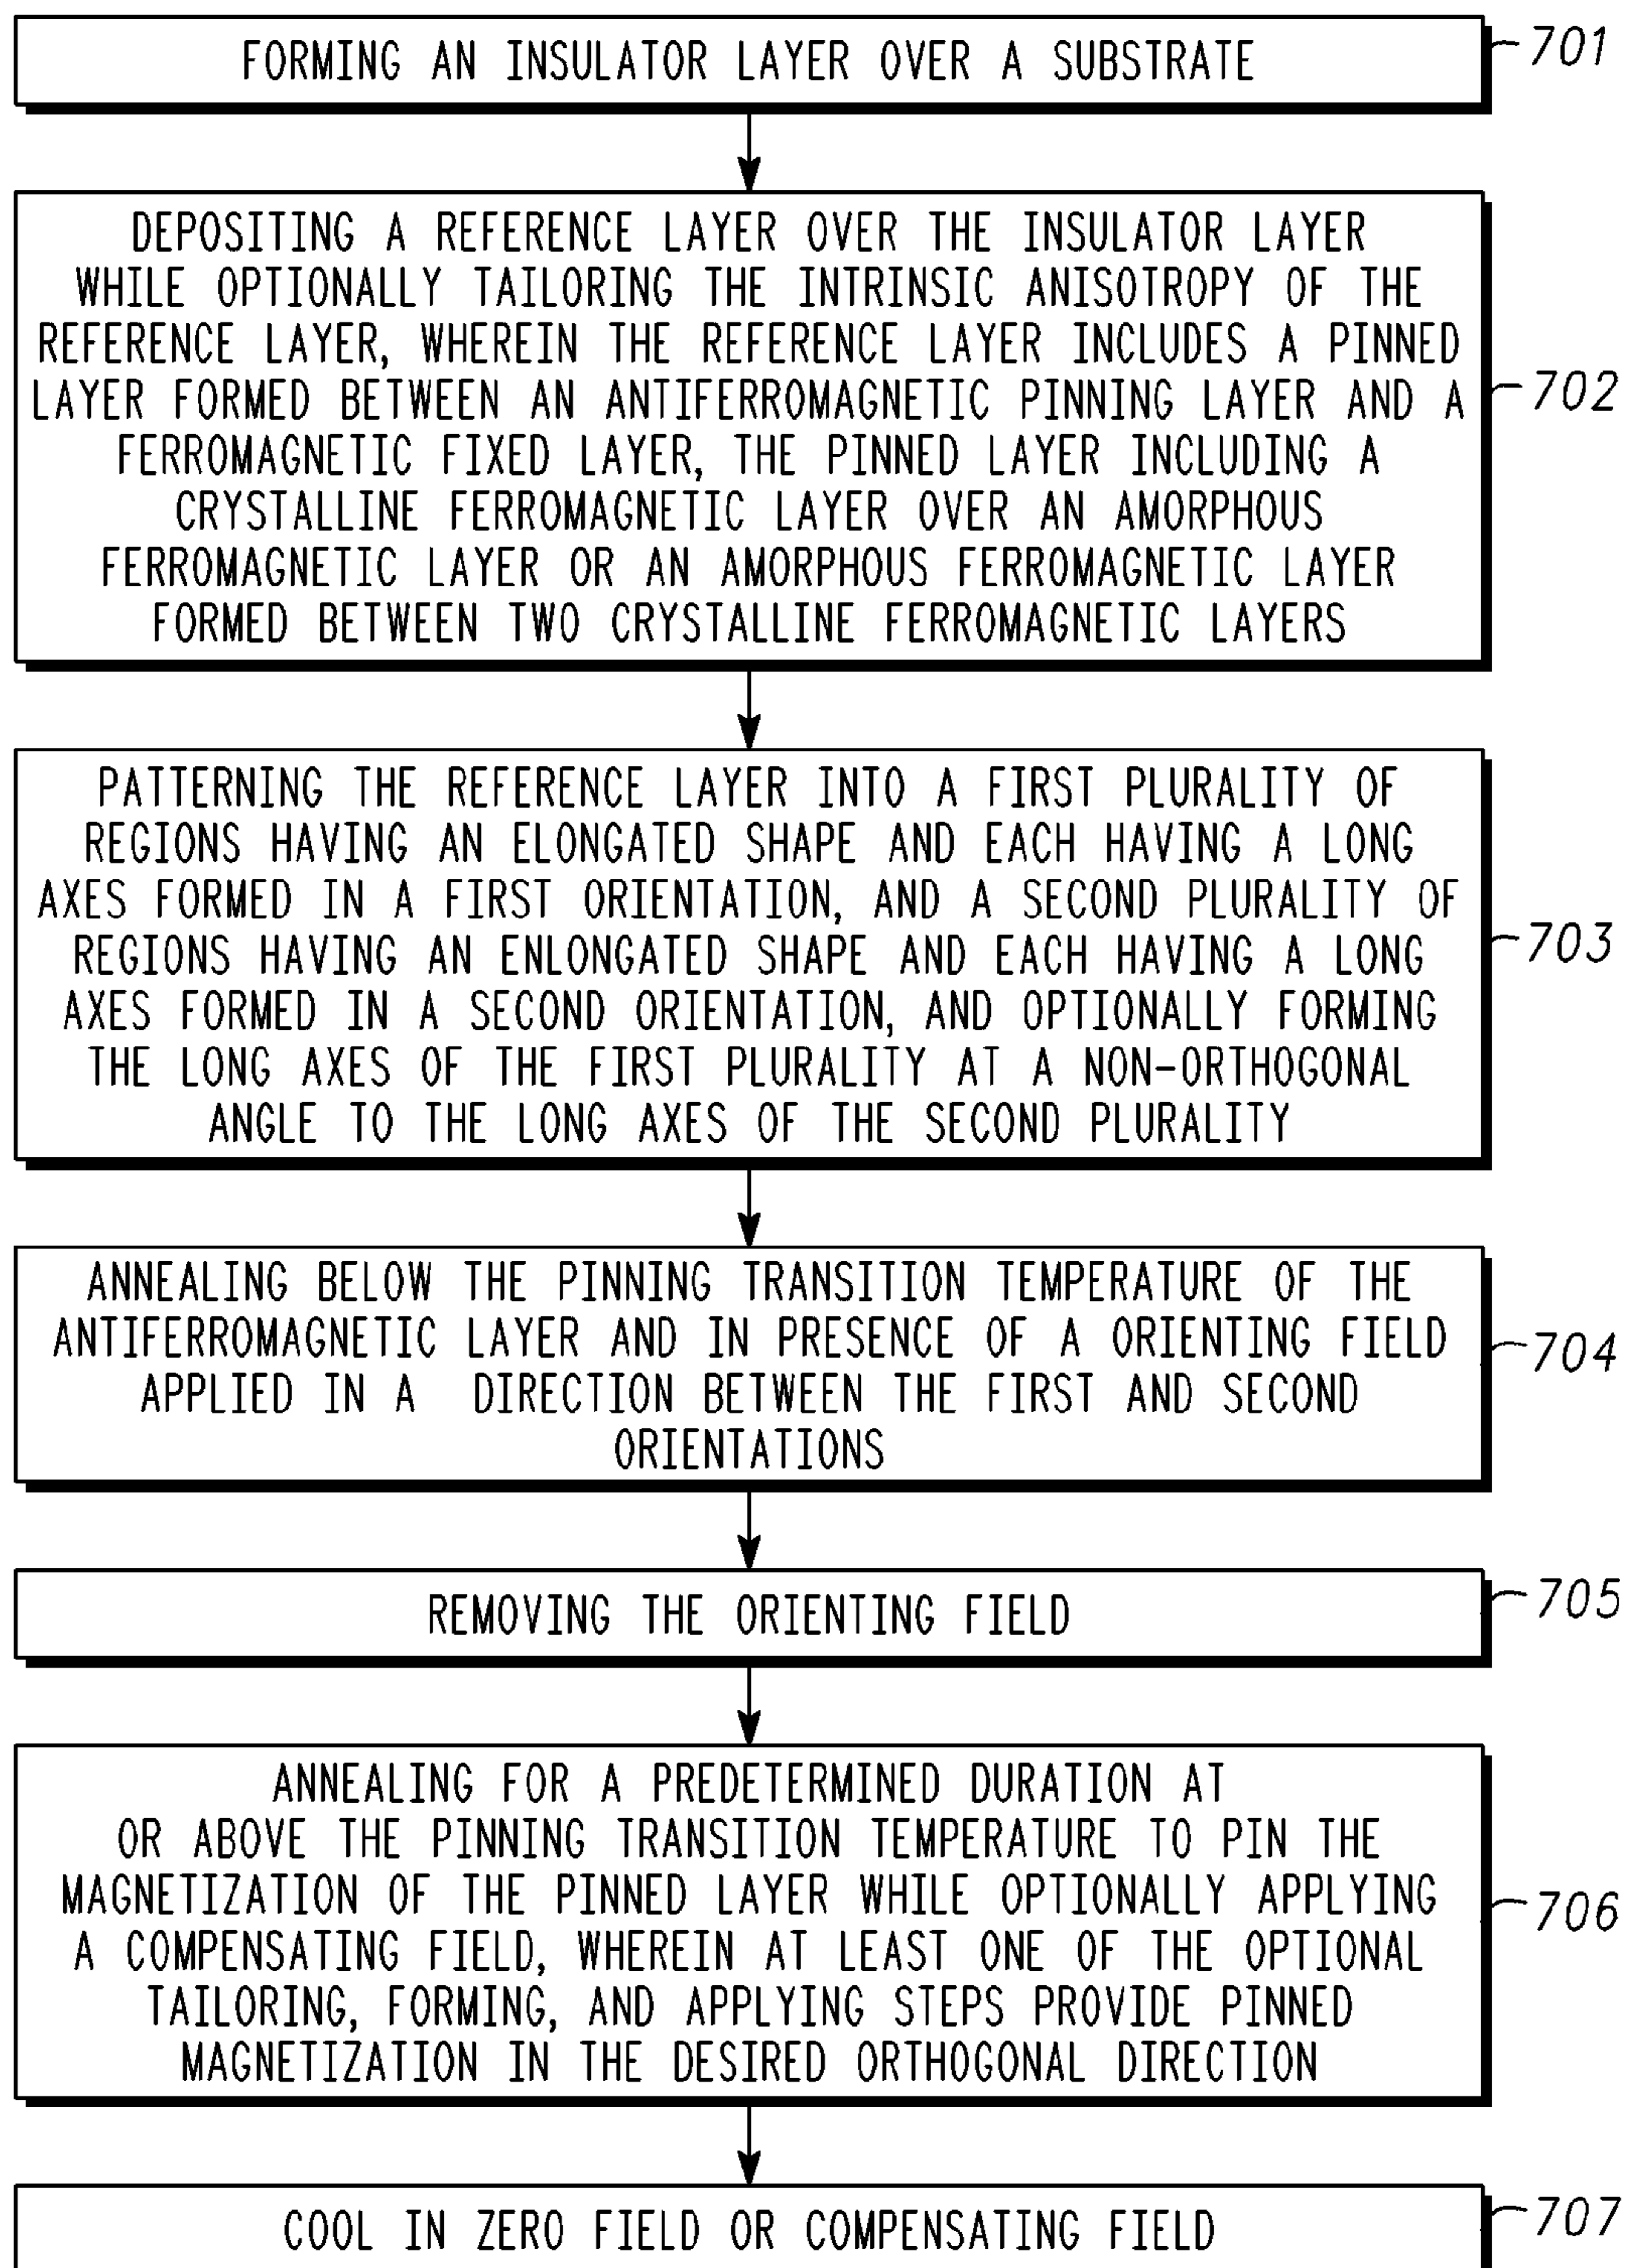 FORMING AN INSULATOR LAYER OVER A SUBSTRATE
701
DEPOSITING A REFERENCE LAYER OVER THE INSULATOR LAYER
WHILE OPTIONALLY TAILORING THE INTRINSIC ANISOTROPY OF THE
REFERENCE LAYER, WHEREIN THE REFERENCE LAYER INCLUDES A PINNED
LAYER FORMED BETWEEN AN ANTIFERROMAGNETIC PINNING LAYER AND A
FERROMAGNETIC FIXED LAYER, THE PINNED LAYER INCLUDING A
CRYSTALLINE FERROMAGNETIC LAYER OVER AN AMORPHOUS
FERROMAGNETIC LAYER OR AN AMORPHOUS FERROMAGNETIC LAYER
FORMED BETWEEN TWO CRYSTALLINE FERROMAGNETIC LAYERS
702
PATTERNING THE REFERENCE LAYER INTO A FIRST PLURALITY OF
REGIONS HAVING AN ELONGATED SHAPE AND EACH HAVING A LONG
AXES FORMED IN A FIRST ORIENTATION, AND A SECOND PLURALITY OF
REGIONS HAVING AN ENLONGATED SHAPE AND EACH HAVING A LONG
AXES FORMED IN A SECOND ORIENTATION, AND OPTIONALLY FORMING
THE LONG AXES OF THE FIRST PLURALITY AT A NON-ORTHOGONAL
ANGLE TO THE LONG AXES OF THE SECOND PLURALITY
703
ANNEALING BELOW THE PINNING TRANSITION TEMPERATURE OF THE
ANTIFERROMAGNETIC LAYER AND IN PRESENCE OF A ORIENTING FIELD
APPLIED IN A DIRECTION BETWEEN THE FIRST AND SECOND
ORIENTATIONS
704
REMOVING THE ORIENTING FIELD
705
ANNEALING FOR A PREDETERMINED DURATION AT
OR ABOVE THE PINNING TRANSITION TEMPERATURE TO PIN THE
MAGNETIZATION OF THE PINNED LAYER WHILE OPTIONALLY APPLYING
A COMPENSATING FIELD, WHEREIN AT LEAST ONE OF THE OPTIONAL
TAILORING, FORMING, AND APPLYING STEPS PROVIDE PINNED
MAGNETIZATION IN THE DESIRED ORTHOGONAL DIRECTION
706
COOL IN ZERO FIELD OR COMPENSATING FIELD
707